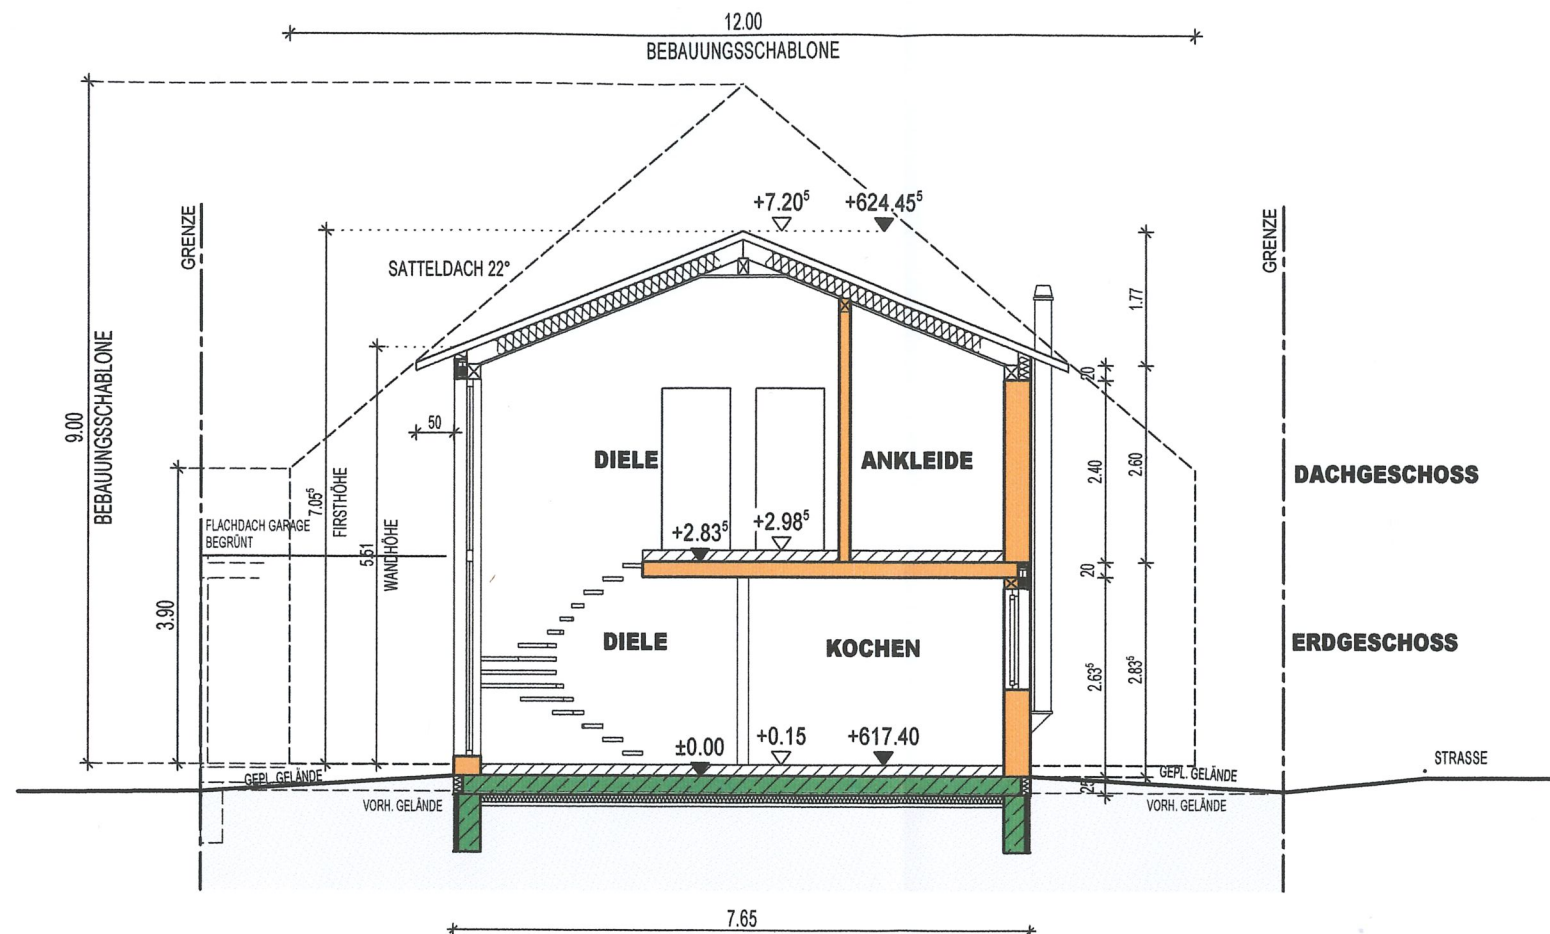 12.00
BEBAUUNGSSCHABLONE
+7.20⁵
+624.45⁵
GRENZE
GRENZE
SATTELDACH 22°
1.77
BEBAUUNGSSCHABLONE
9.00
20
50
7.05⁵
FIRSTHÖHE
DIELE
ANKLEIDE
2.40
2.60
DACHGESCHOSS
FLACHDACH GARAGE
BEGRÜNT
+2.83⁵
+2.98⁵
5.51
WANDHÖHE
20
3.90
DIELE
KOCHEN
ERDGESCHOSS
2.63⁵
2.83⁵
±0.00
+0.15
+617.40
STRASSE
GEPL. GELÄNDE
GEPL. GELÄNDE
VORH. GELÄNDE
VORH. GELÄNDE
7.65